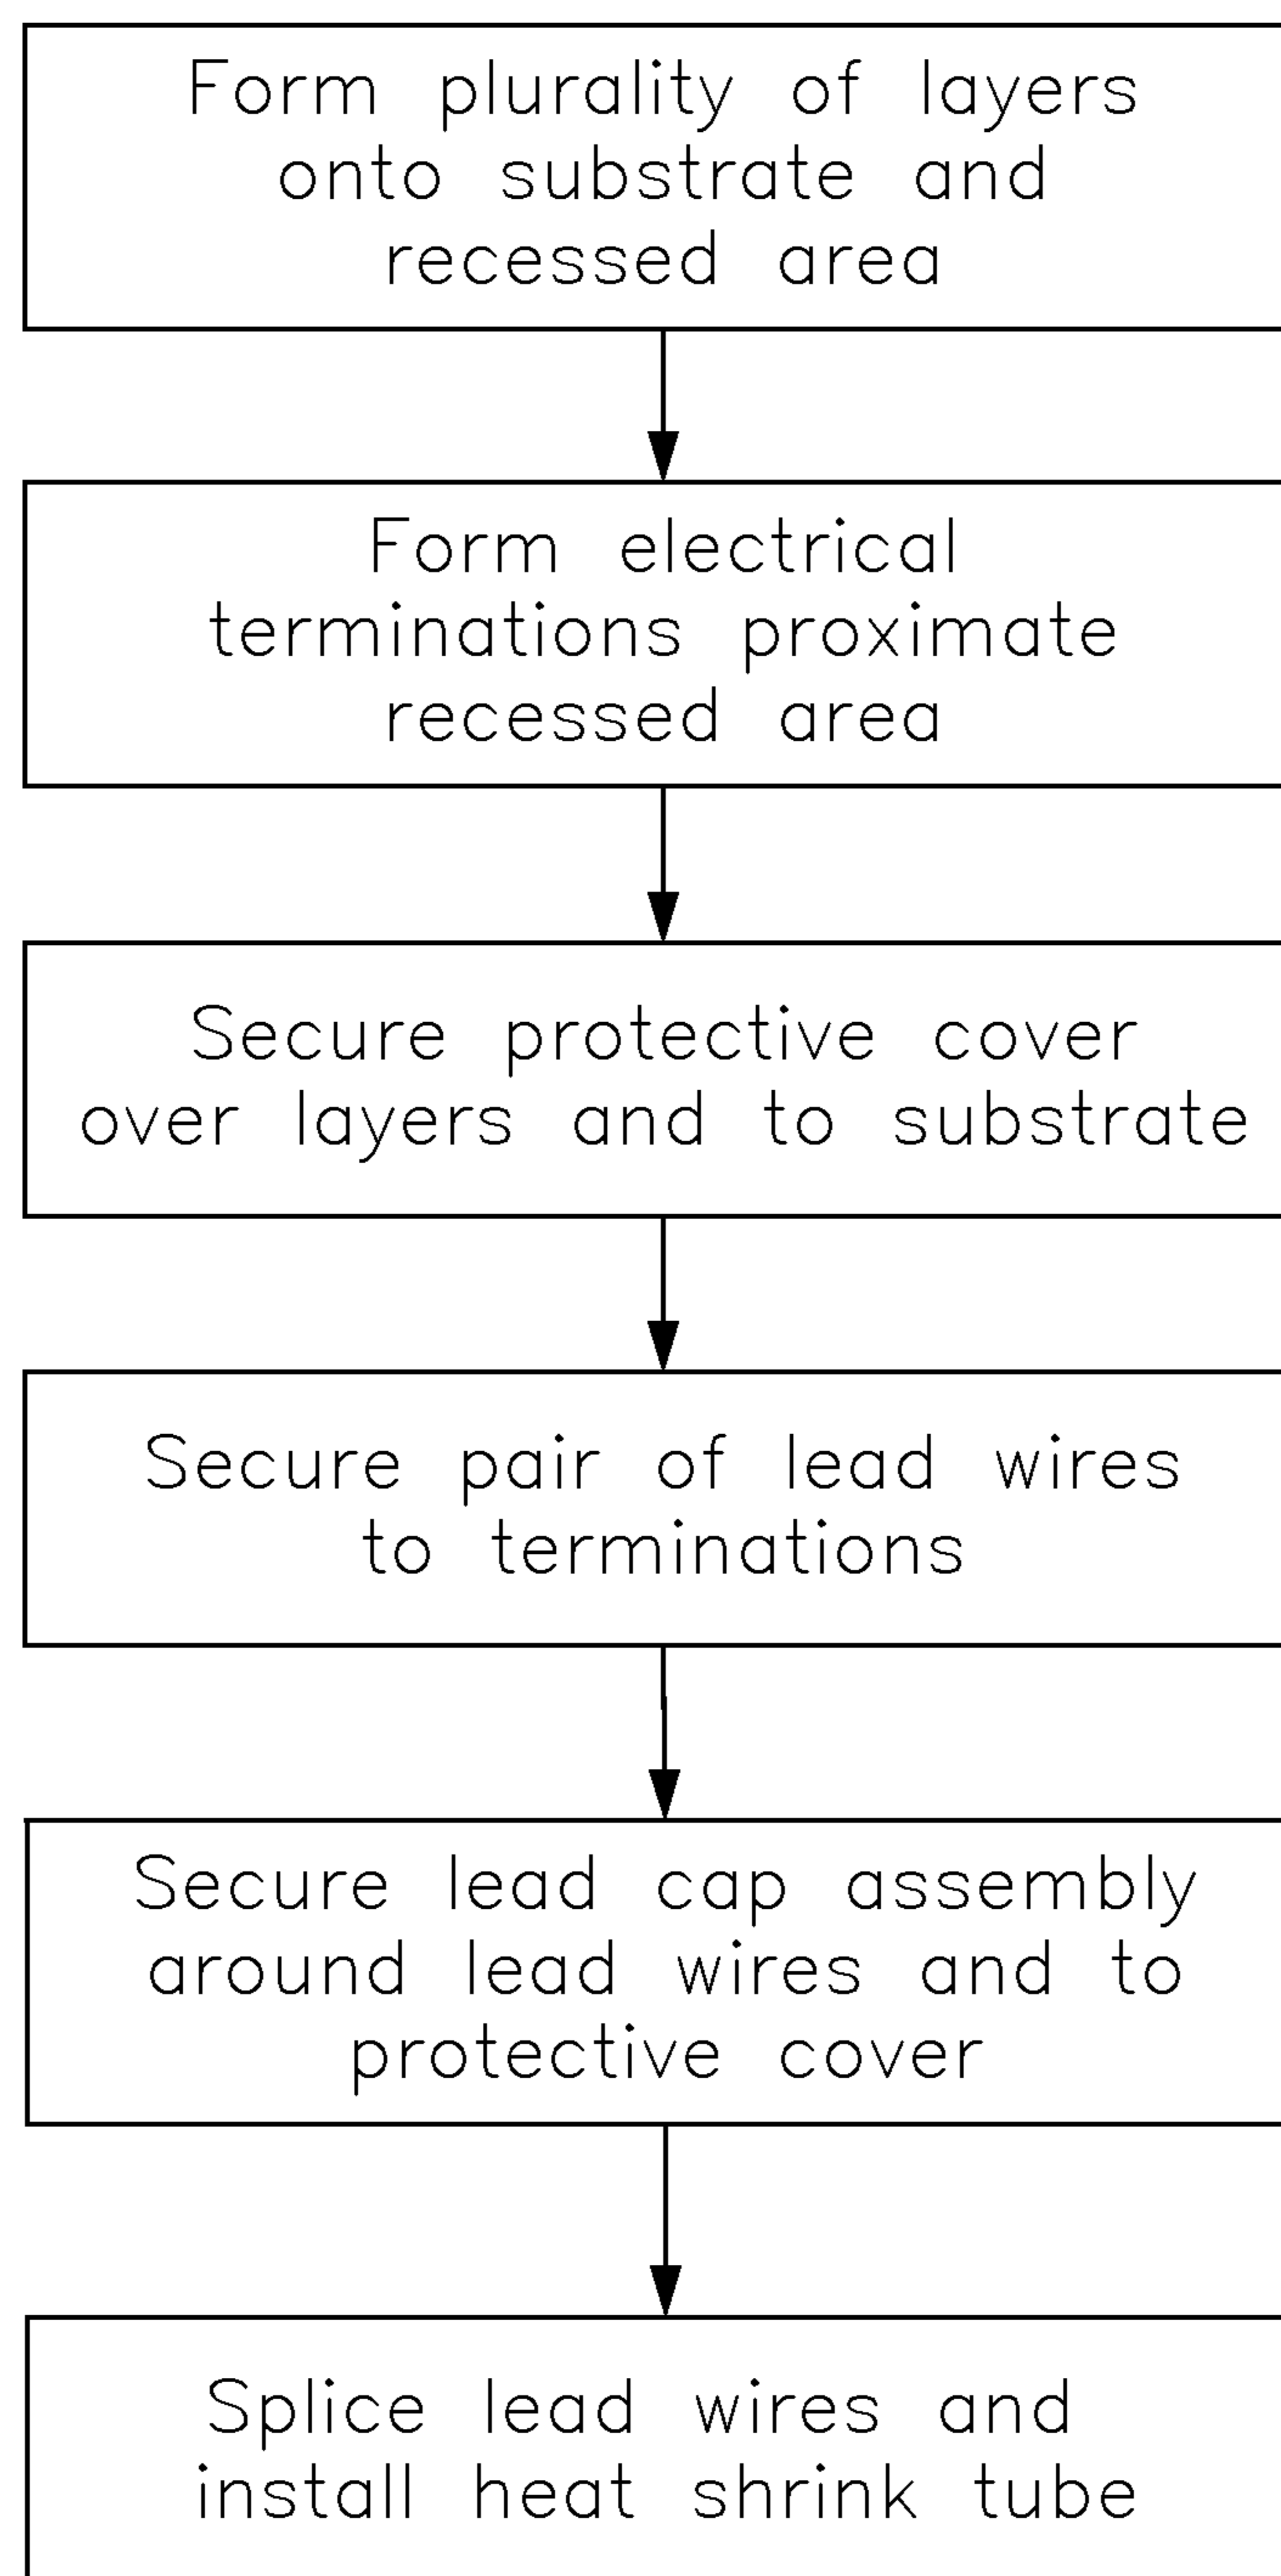 Form plurality of layers
onto substrate and
recessed area
Form electrical
terminations proximate
recessed area
Secure protective cover
over layers and to substrate
Secure pair of lead wires
to terminations
Secure lead cap assembly
around lead wires and to
protective cover
Splice lead wires and
install heat shrink tube